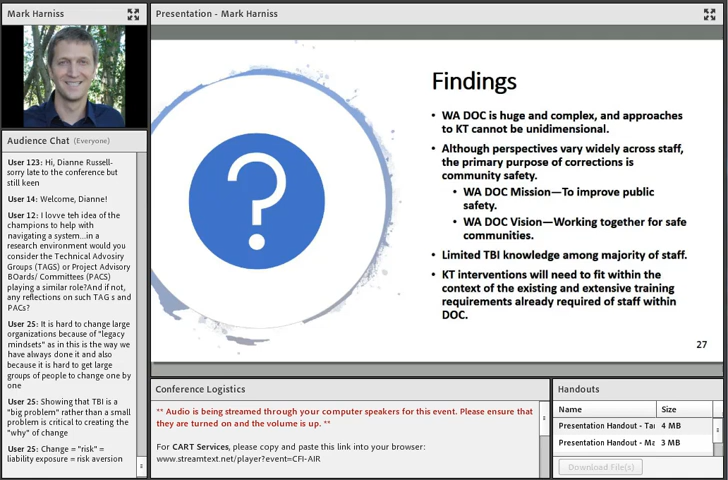 Mark Harniss
Audience Chat (Everyone)
User 123: Hi, Dianne Russell-
sorry late to the conference but
still keen
User 14: Welcome, Dianne!
User 12: I lovve teh idea of the
champions to help with
navigating a system...in a
research environment would you
consider the Technical Advosiry
Groups (TAGS) or Project Advisory
BOards/ Committees (PACS)
playing a similar role?And if not,
any reflections on such TAG s and
PACs?
User 25: It is hard to change large
organizations because of "legacy
mindsets" as in this is the way we
have always done it and also
because it is hard to get large
groups of people to change one by
one
User 25: Showing that TBI is a
"big problem" rather than a small
problem is critical to creating the
"why" of change
User 25: Change = "risk" =
liability exposure = risk aversion
Presentation - Mark Harniss
?
Findings
• WA DOC is huge and complex, and approaches
to KT cannot be unidimensional.
• Although perspectives vary widely across staff,
the primary purpose of corrections is
community safety.
• WA DOC Mission—To improve public
safety.
• WA DOC Vision—Working together for safe
communities.
• Limited TBI knowledge among majority of staff.
• KT interventions will need to fit within the
context of the existing and extensive training
requirements already required of staff within
DOC.
27
Conference Logistics
** Audio is being streamed through your computer speakers for this event. Please ensure that
they are turned on and the volume is up. **
For CART Services, please copy and paste this link into your browser:
www.streamtext.net/player?event=CFI-AIR
Handouts
Name Size
Presentation Handout - Tar 4 MB
Presentation Handout - Ma 3 MB
Download File(s)